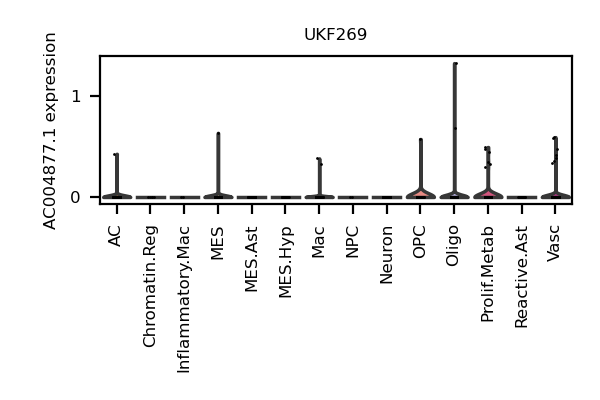 UKF269
AC004877.1 expression
1
0
AC
Chromatin.Reg
Inflammatory.Mac
MES
MES.Ast
MES.Hyp
Mac
NPC
Neuron
OPC
Oligo
Prolif.Metab
Reactive.Ast
Vasc